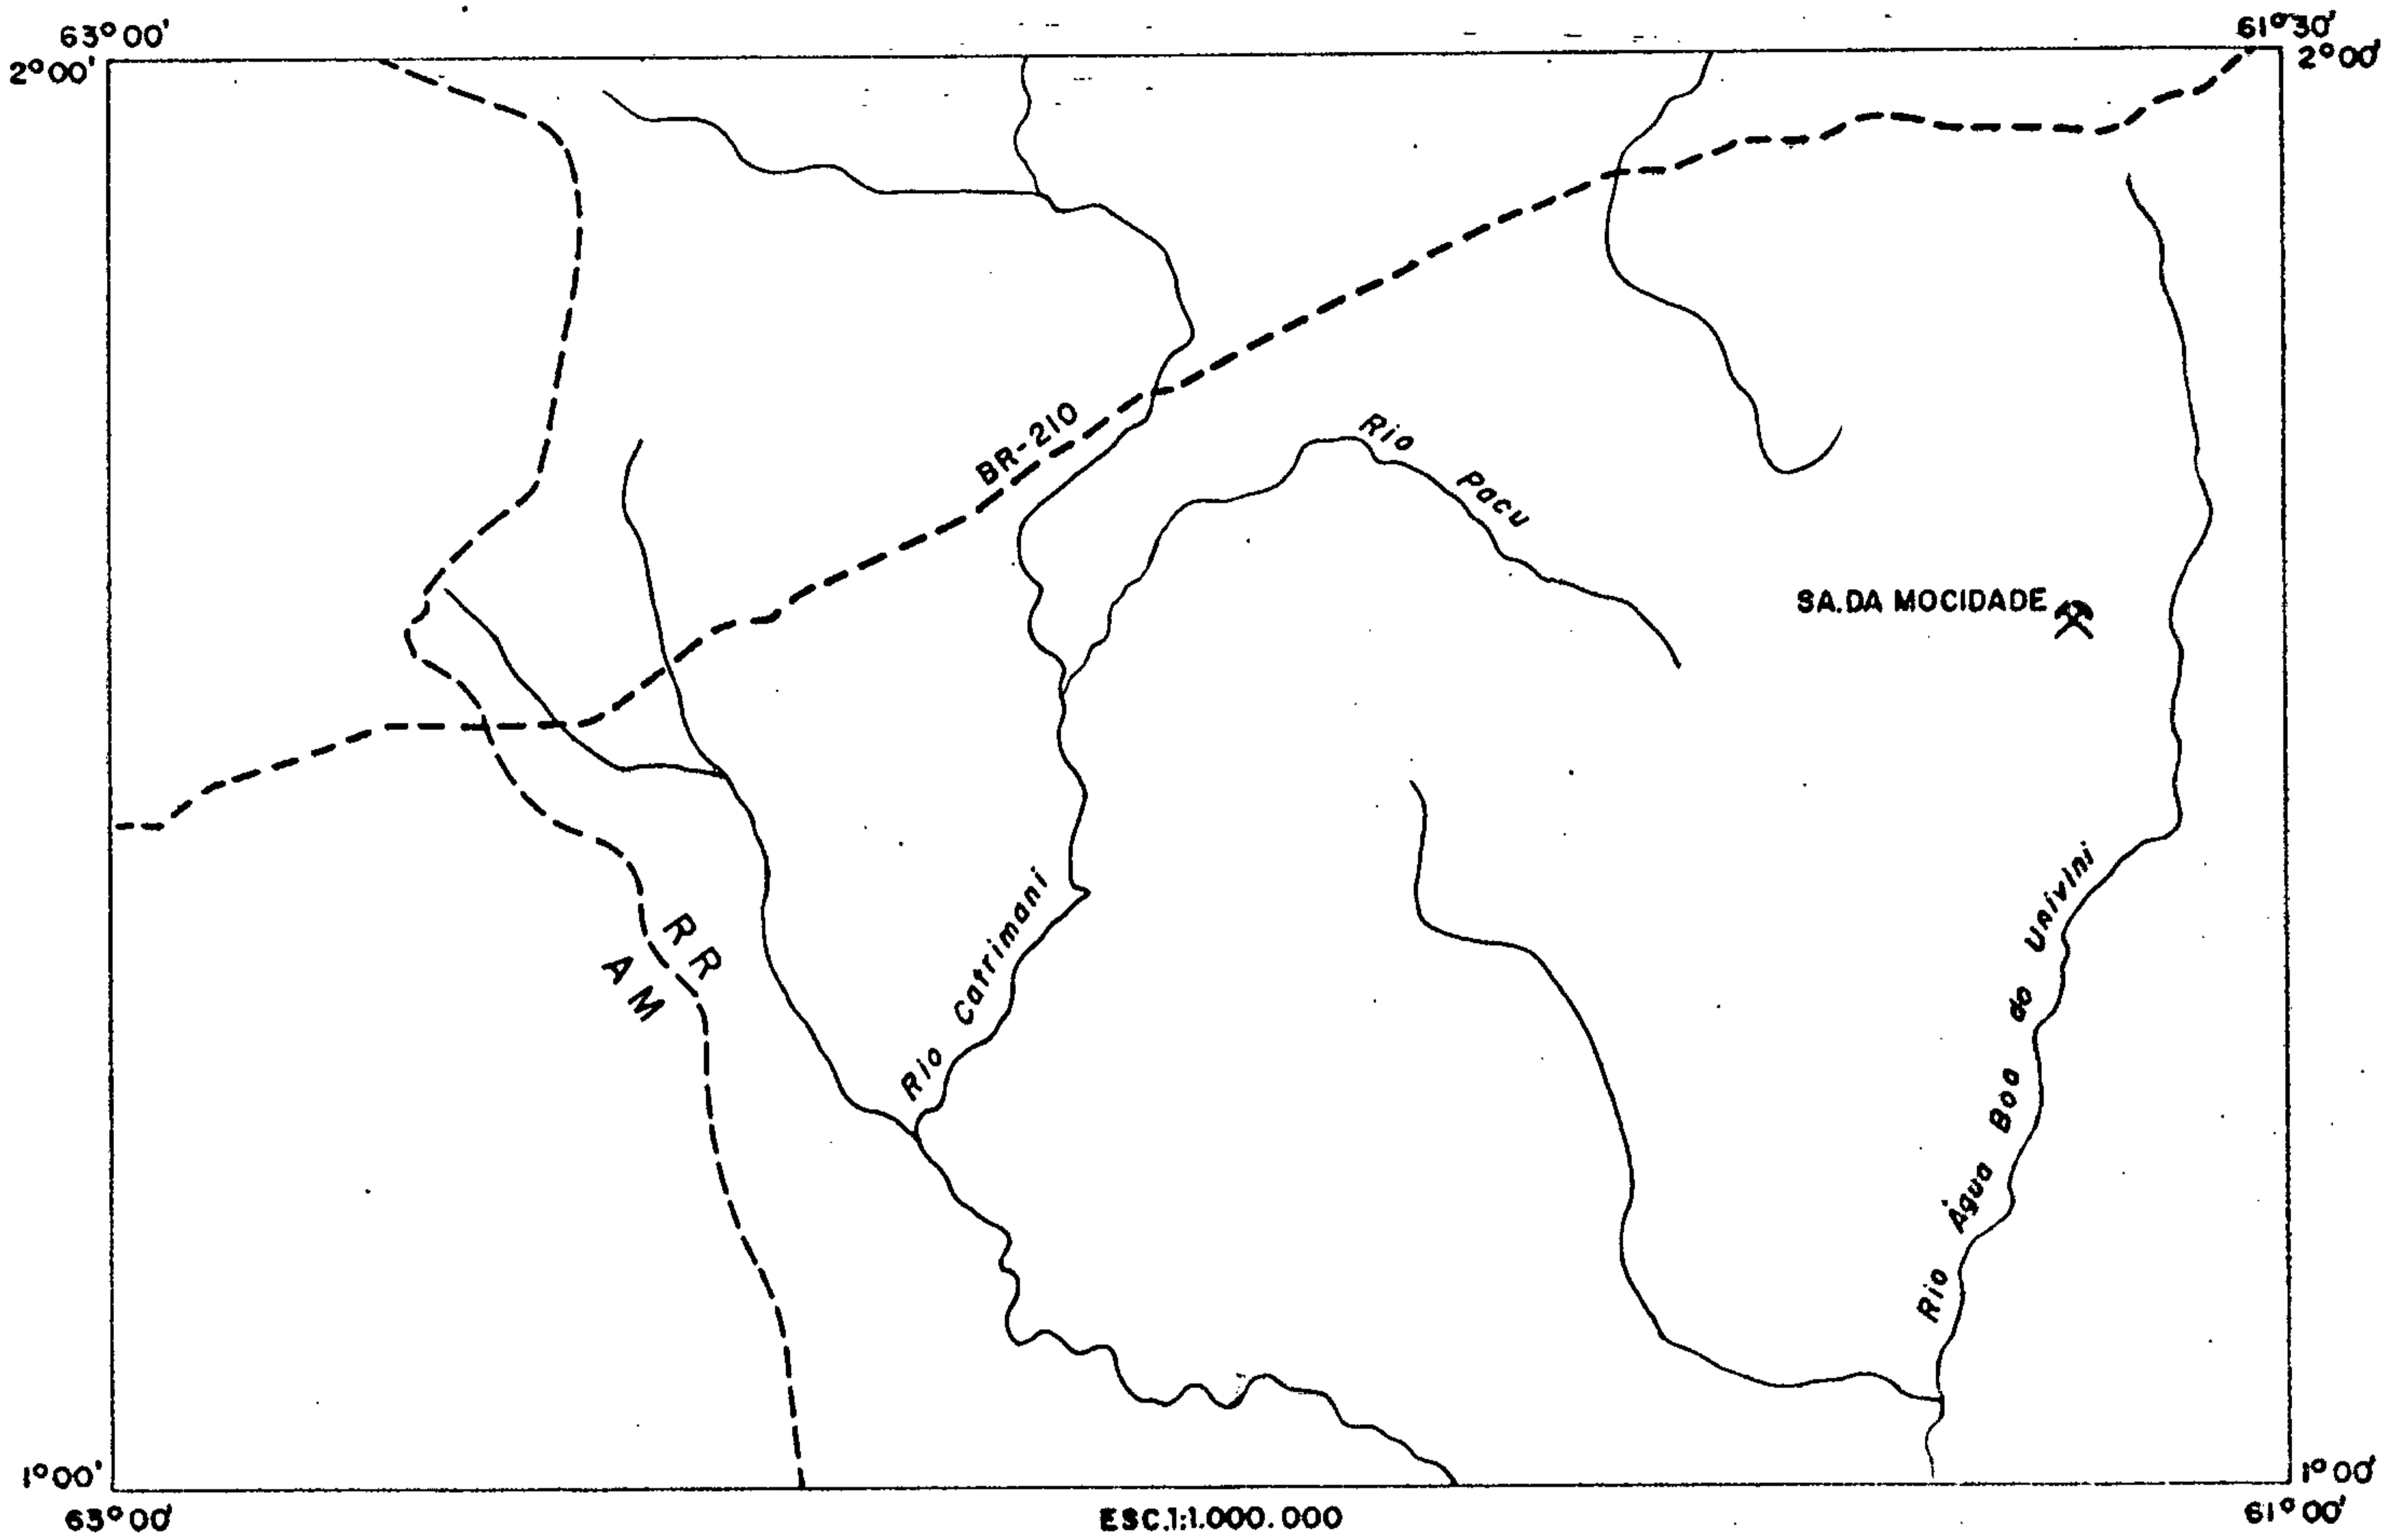 63°00'
61°30'
2°00'
2°00'
BR-210
Rio Pacu
SA.DA MOCIDADE
Rio Catrimani
RR
AM
Rio Água Boa do Univini
1°00'
1°00'
63°00'
ESC.1:1.000.000
61°00'